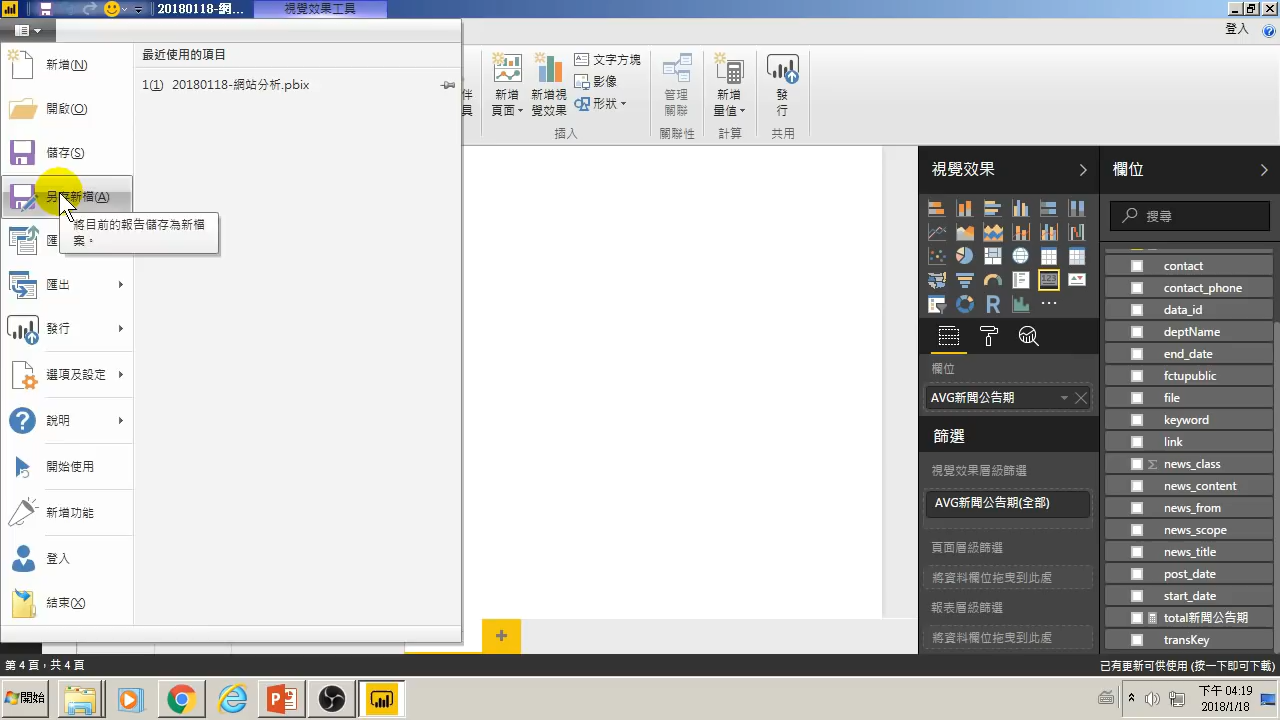 20180118-網...
視覺效果工具
登入
新增(N)
開啟(O)
儲存(S)
另存新檔(A)
將目前的報告儲存為新檔
案。
匯出
發行
選項及設定
說明
開始使用
新增功能
登入
結束(X)
最近使用的項目
1(1) 20180118-網站分析.pbix
新增
頁面
新增視
覺效果
文字方塊
影像
形狀
插入
管理
關聯
關聯性
新增
量值
計算
發
行
共用
視覺效果
欄位
AVG新聞公告期
篩選
視覺效果層級篩選
AVG新聞公告期(全部)
頁面層級篩選
將資料欄位拖曳到此處
報表層級篩選
將資料欄位拖曳到此處
欄位
搜尋
contact
contact_phone
data_id
deptName
end_date
fctupublic
file
keyword
link
news_class
news_content
news_from
news_scope
news_title
post_date
start_date
total新聞公告期
transKey
第 4 頁，共 4 頁
已有更新可供使用 (按一下即可下載)
開始
下午 04:19
2018/1/18